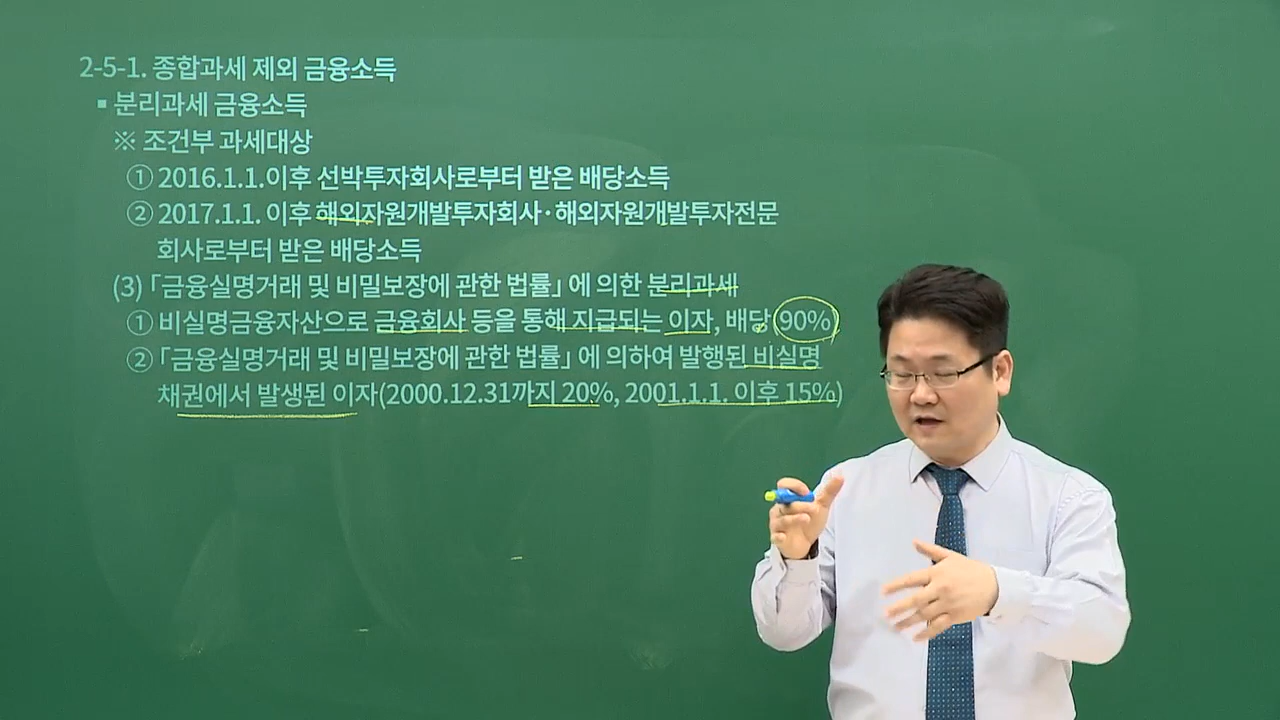 2-5-1. 종합과세 제외 금융소득
▪ 분리과세 금융소득
※ 조건부 과세대상
① 2016.1.1.이후 선박투자회사로부터 받은 배당소득
② 2017.1.1. 이후 해외자원개발투자회사·해외자원개발투자전문
회사로부터 받은 배당소득
(3) 「금융실명거래 및 비밀보장에 관한 법률」 에 의한 분리과세
① 비실명금융자산으로 금융회사 등을 통해 지급되는 이자, 배당 90%
② 「금융실명거래 및 비밀보장에 관한 법률」 에 의하여 발행된 비실명
채권에서 발생된 이자(2000.12.31까지 20%, 2001.1.1. 이후 15%)